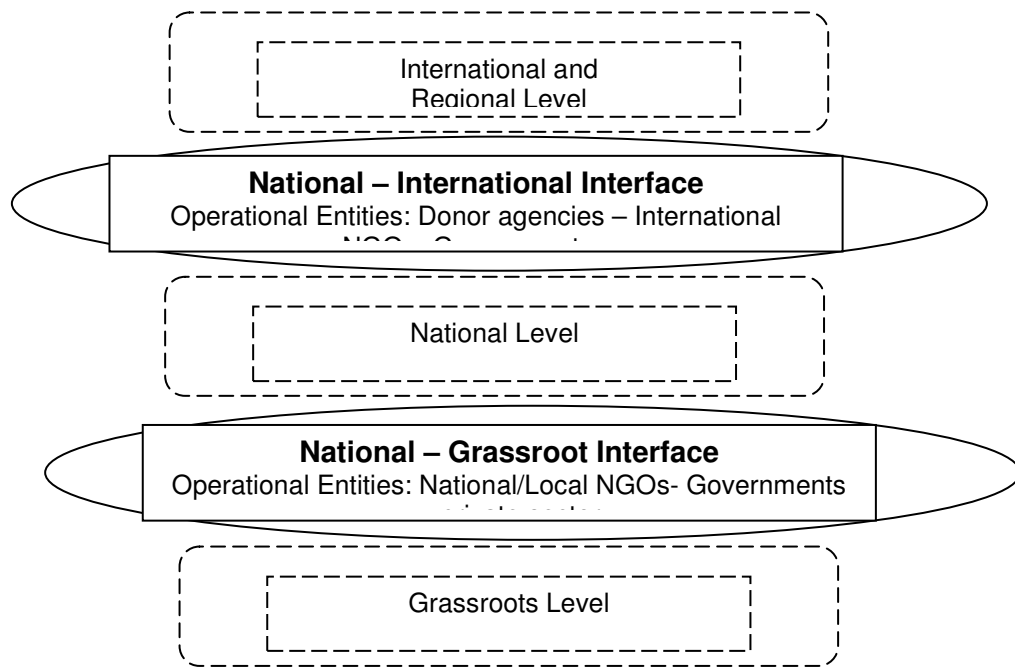 International and
Regional Level
National – International Interface
Operational Entities: Donor agencies – International
National Level
National – Grassroot Interface
Operational Entities: National/Local NGOs- Governments
Grassroots Level